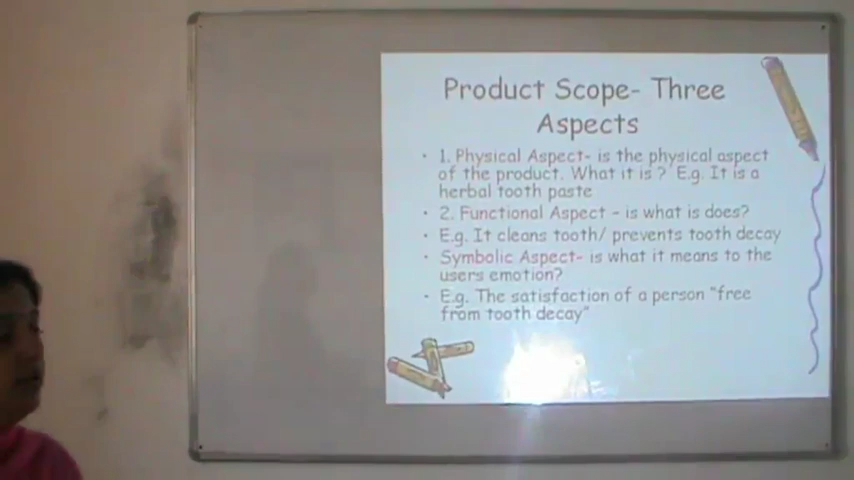 Product Scope- Three
Aspects
• 1. Physical Aspect- is the physical aspect
of the product. What it is ? E.g. It is a
herbal tooth paste
• 2. Functional Aspect - is what is does?
• E.g. It cleans tooth/ prevents tooth decay
• Symbolic Aspect- is what it means to the
users emotion?
• E.g. The satisfaction of a person "free
from tooth decay"